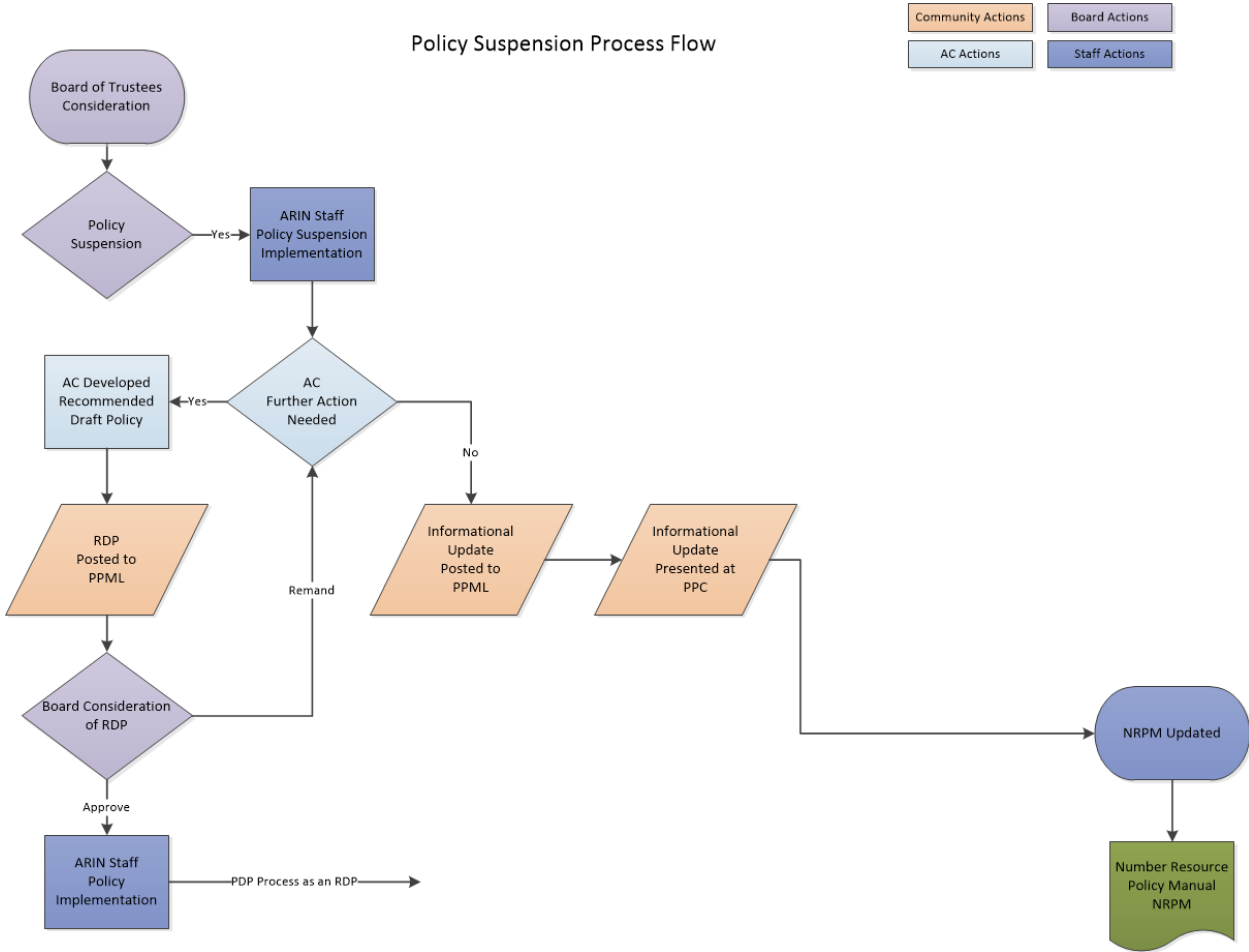 Policy Suspension Process Flow
Community Actions
Board Actions
AC Actions
Staff Actions
Board of Trustees
Consideration
Policy
Suspension
Yes
ARIN Staff
Policy Suspension
Implementation
AC
Further Action
Needed
Yes
AC Developed
Recommended
Draft Policy
No
RDP
Posted to
PPML
Remand
Informational
Update
Posted to
PPML
Informational
Update
Presented at
PPC
Board Consideration
of RDP
NRPM Updated
Approve
ARIN Staff
Policy
Implementation
PDP Process as an RDP
Number Resource
Policy Manual
NRPM